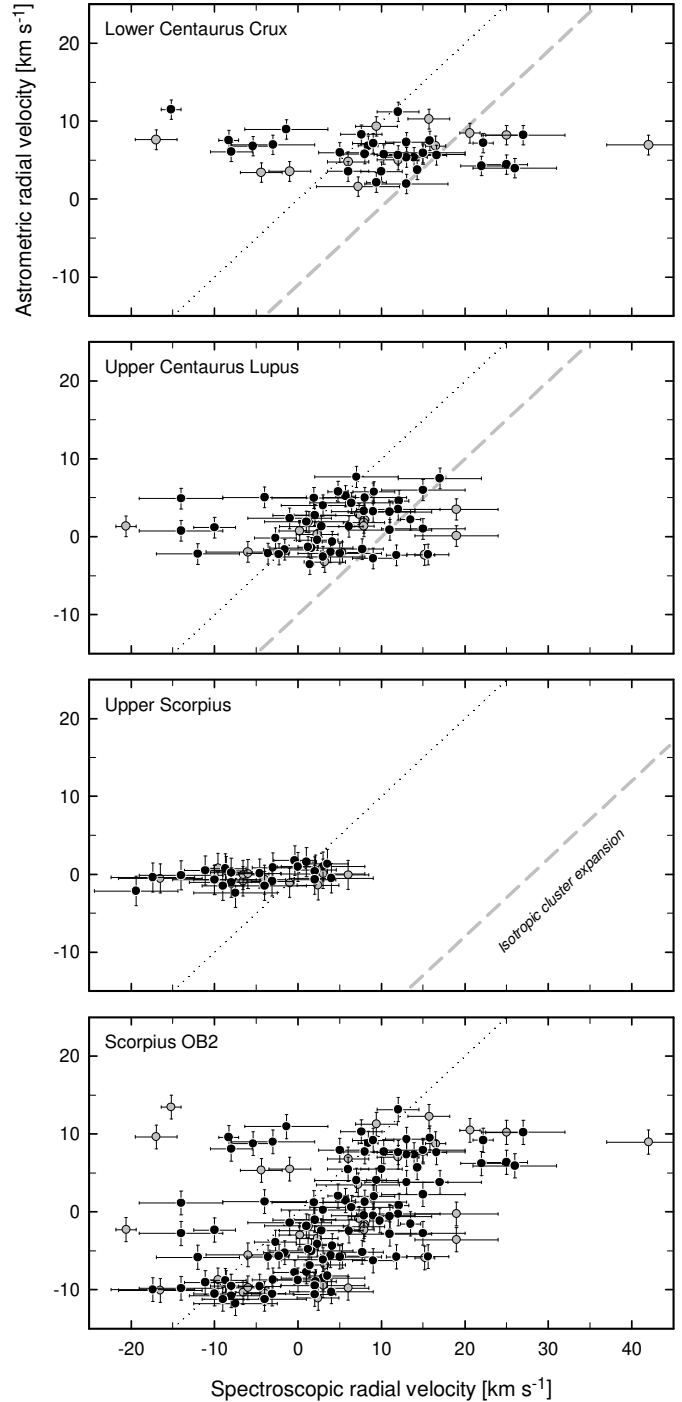 Astrometric radial velocity [km s-1]
Lower Centaurus Crux
20
10
0
-10
Upper Centaurus Lupus
20
10
0
-10
Upper Scorpius
20
10
0
-10
Isotropic cluster expansion
Scorpius OB2
20
10
0
-10
-20 -10 0 10 20 30 40
Spectroscopic radial velocity [km s-1]